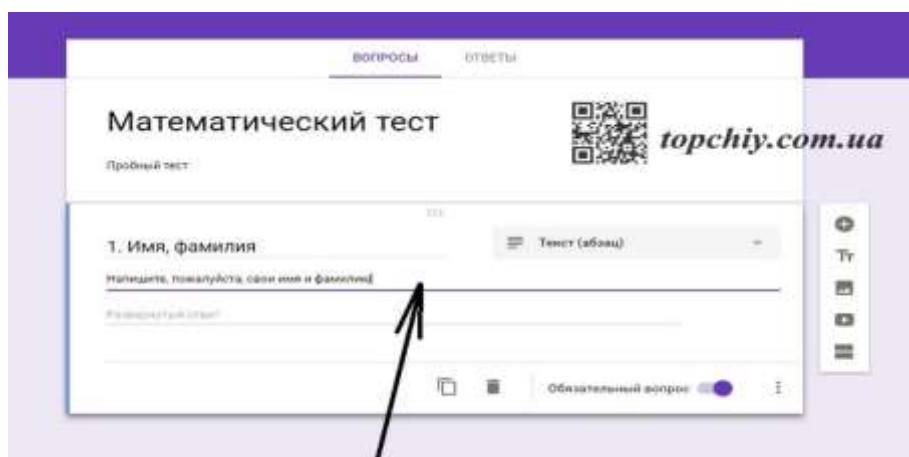 ВОПРОСЫ ОТВЕТЫ
Математический тест
topchiy.com.ua
Пробный тест
1. Имя, фамилия
Текст (абзац)
Напишите, пожалуйста, свои имя и фамилию
Развернутый ответ
Обязательный вопрос
Тт